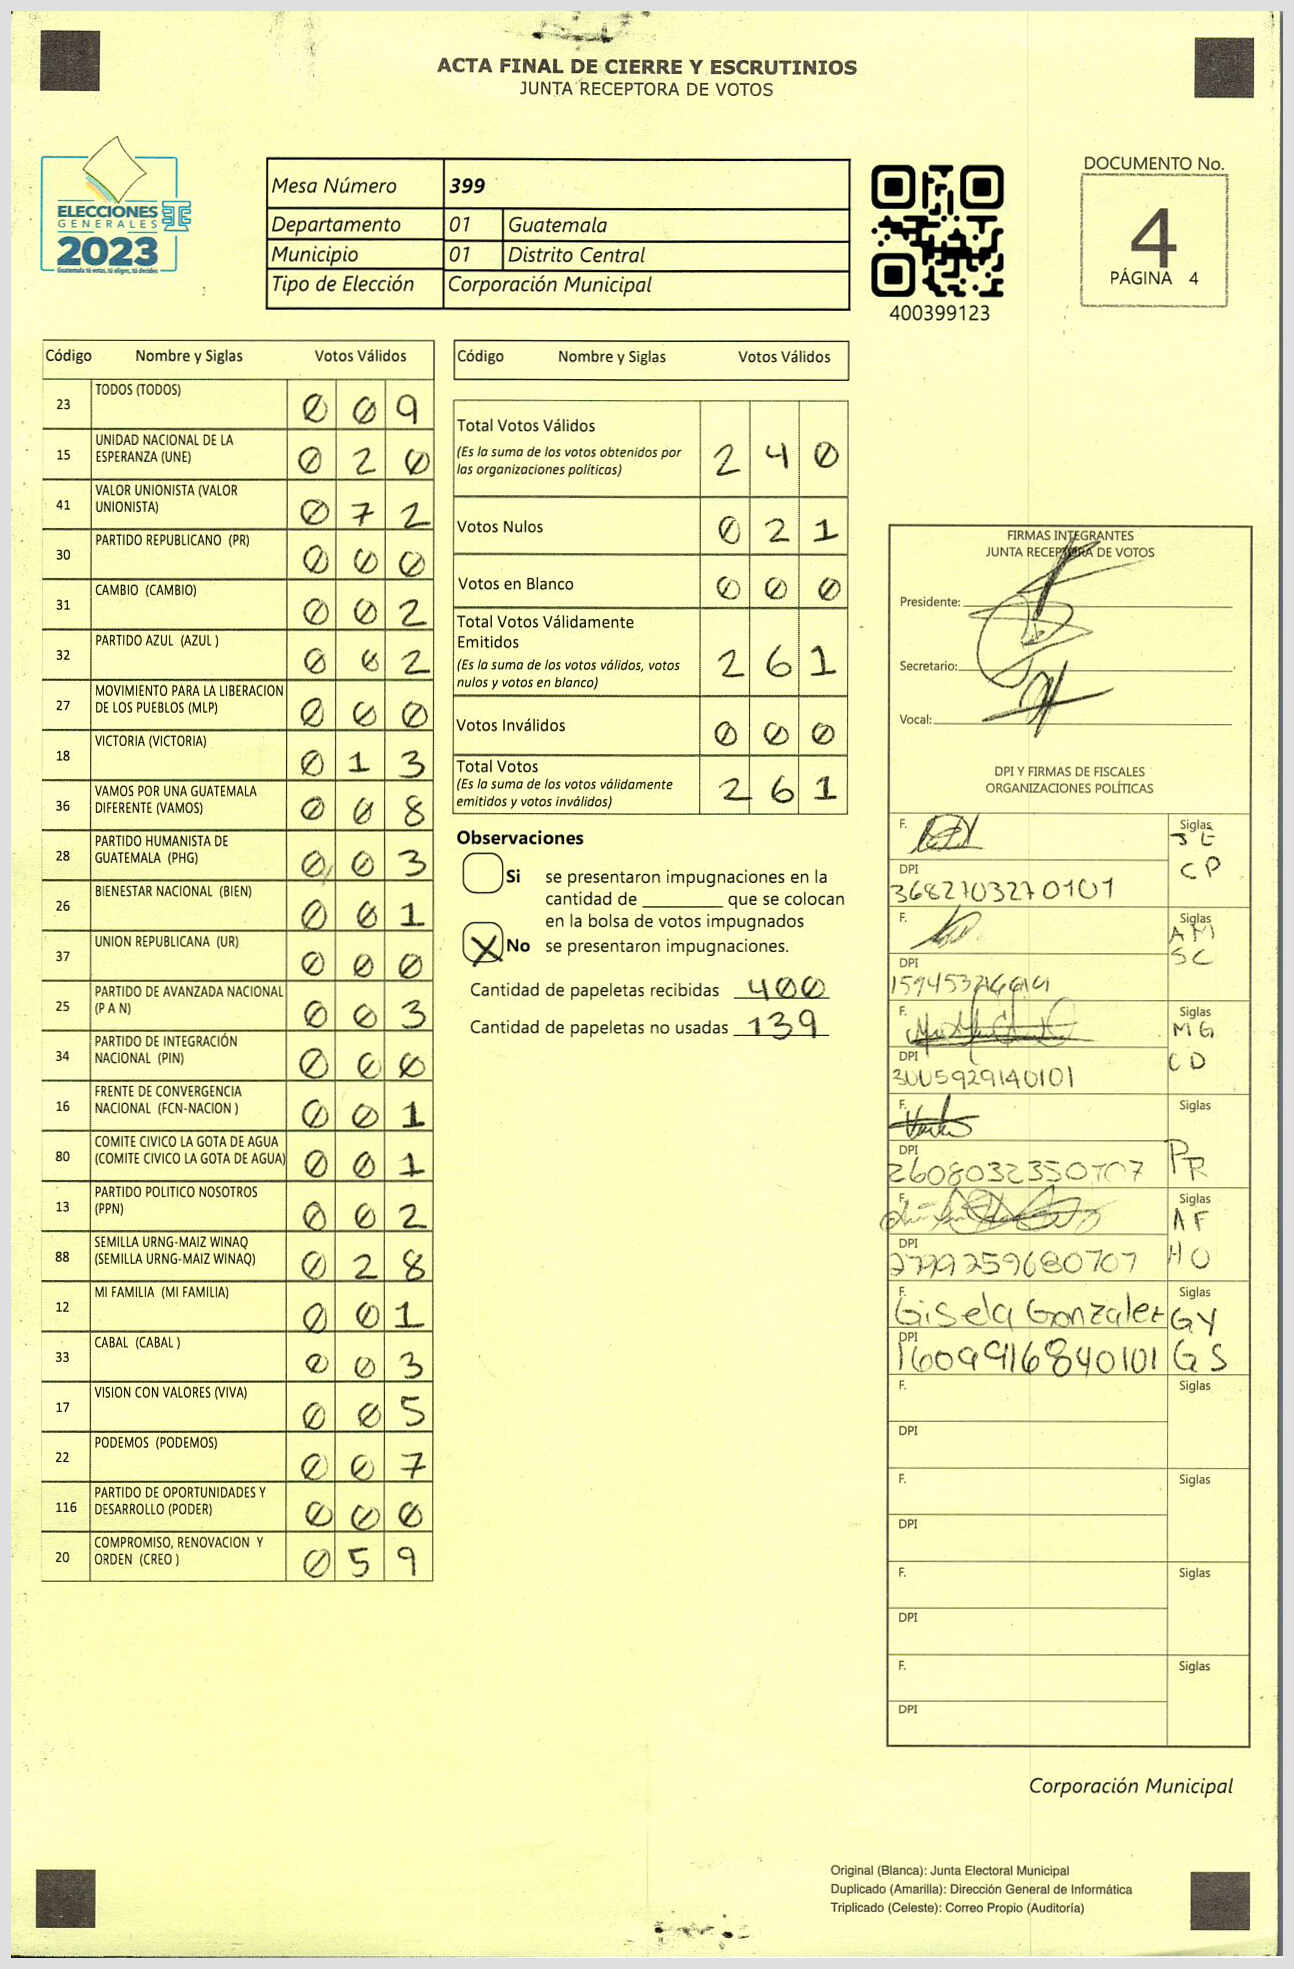 ACTA FINAL DE CIERRE Y ESCRUTINIOS
JUNTA RECEPTORA DE VOTOS
ELECCIONES
GENERALES
2023
Guatemala tú votas, tú eliges, tú decides
Mesa Número 399
Departamento 01 Guatemala
Municipio 01 Distrito Central
Tipo de Elección Corporación Municipal
400399123
DOCUMENTO No.
4
PÁGINA 4
Código Nombre y Siglas Votos Válidos
23 TODOS (TODOS) 0 0 9
15 UNIDAD NACIONAL DE LA
ESPERANZA (UNE) 0 2 0
41 VALOR UNIONISTA (VALOR
UNIONISTA) 0 7 2
30 PARTIDO REPUBLICANO (PR) 0 0 0
31 CAMBIO (CAMBIO) 0 0 2
32 PARTIDO AZUL (AZUL ) 0 0 2
27 MOVIMIENTO PARA LA LIBERACION
DE LOS PUEBLOS (MLP) 0 0 0
18 VICTORIA (VICTORIA) 0 1 3
36 VAMOS POR UNA GUATEMALA
DIFERENTE (VAMOS) 0 0 8
28 PARTIDO HUMANISTA DE
GUATEMALA (PHG) 0 0 3
26 BIENESTAR NACIONAL (BIEN) 0 0 1
37 UNION REPUBLICANA (UR) 0 0 0
25 PARTIDO DE AVANZADA NACIONAL
(P A N) 0 0 3
34 PARTIDO DE INTEGRACIÓN
NACIONAL (PIN) 0 0 0
16 FRENTE DE CONVERGENCIA
NACIONAL (FCN-NACION ) 0 0 1
80 COMITE CIVICO LA GOTA DE AGUA
(COMITE CIVICO LA GOTA DE AGUA) 0 0 1
13 PARTIDO POLITICO NOSOTROS
(PPN) 0 0 2
88 SEMILLA URNG-MAIZ WINAQ
(SEMILLA URNG-MAIZ WINAQ) 0 2 8
12 MI FAMILIA (MI FAMILIA) 0 0 1
33 CABAL (CABAL ) 0 0 3
17 VISION CON VALORES (VIVA) 0 0 5
22 PODEMOS (PODEMOS) 0 0 7
116 PARTIDO DE OPORTUNIDADES Y
DESARROLLO (PODER) 0 0 0
20 COMPROMISO, RENOVACION Y
ORDEN (CREO ) 0 5 9
Código Nombre y Siglas Votos Válidos
Total Votos Válidos
(Es la suma de los votos obtenidos por
las organizaciones políticas) 2 4 0
Votos Nulos 0 2 1
Votos en Blanco 0 0 0
Total Votos Válidamente
Emitidos
(Es la suma de los votos válidos, votos
nulos y votos en blanco) 2 6 1
Votos Inválidos 0 0 0
Total Votos
(Es la suma de los votos válidamente
emitidos y votos inválidos) 2 6 1
Observaciones
Si se presentaron impugnaciones en la
cantidad de ________ que se colocan
en la bolsa de votos impugnados
X No se presentaron impugnaciones.
Cantidad de papeletas recibidas 400
Cantidad de papeletas no usadas 139
FIRMAS INTEGRANTES
JUNTA RECEPTORA DE VOTOS
Presidente:
Secretario:
Vocal:
DPI Y FIRMAS DE FISCALES
ORGANIZACIONES POLÍTICAS
F. Siglas
JE
CP
DPI
3682703270101
F. Siglas
AM
SC
DPI
F. Siglas
MG
CD
DPI
3005929140101
F. Siglas
PR
DPI
2608032350707
F. Siglas
AF
HO
DPI
F. Siglas
Gisela Gonzalez GY
DPI
1609916840101 GS
F. Siglas
DPI
F. Siglas
DPI
F. Siglas
DPI
F. Siglas
DPI
Corporación Municipal
Original (Blanca): Junta Electoral Municipal
Duplicado (Amarilla): Dirección General de Informática
Triplicado (Celeste): Correo Propio (Auditoría)